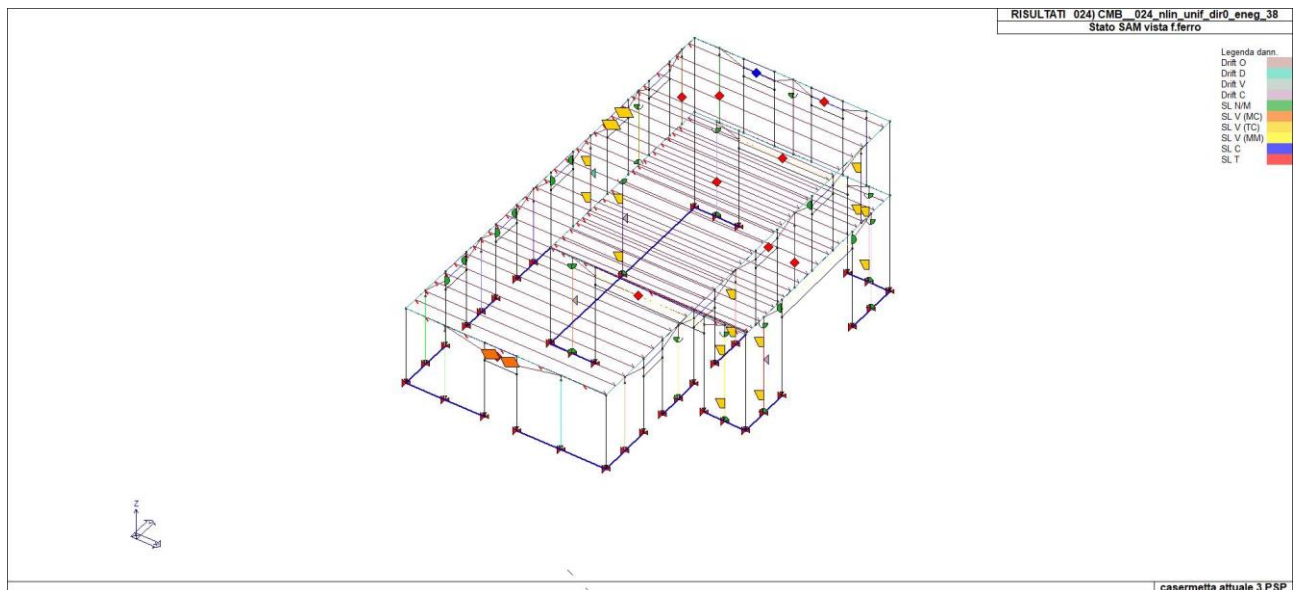 RISULTATI 024) CMB__024_nlin_unif_dir0_eneg_38
Stato SAM vista f.ferro
Legenda dann.
Drift O
Drift D
Drift V
Drift C
SL N/M
SL V (MC)
SL V (TC)
SL V (MM)
SL C
SL T
Z
casermetta attuale 3.PSP